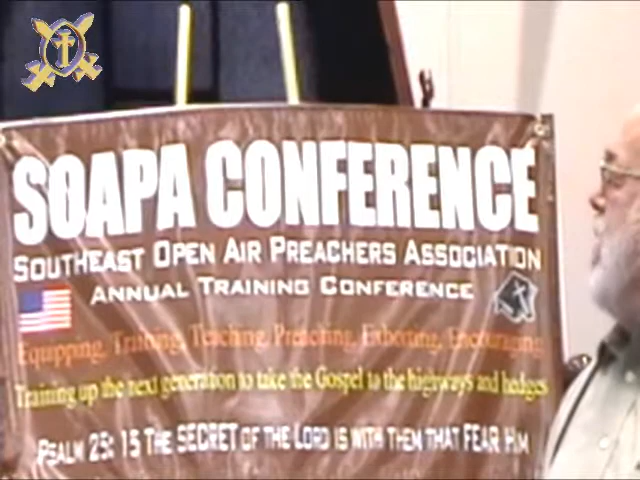 SOAPA CONFERENCE
SOUTHEAST OPEN AIR PREACHERS ASSOCIATION
ANNUAL TRAINING CONFERENCE
Equipping, Training, Teaching, Preaching, Exhorting, Encouraging
Training up the next generation to take the Gospel to the highways and hedges
PSALM 25: 15 THE SECRET OF THE LORD IS WITH THEM THAT FEAR HIM